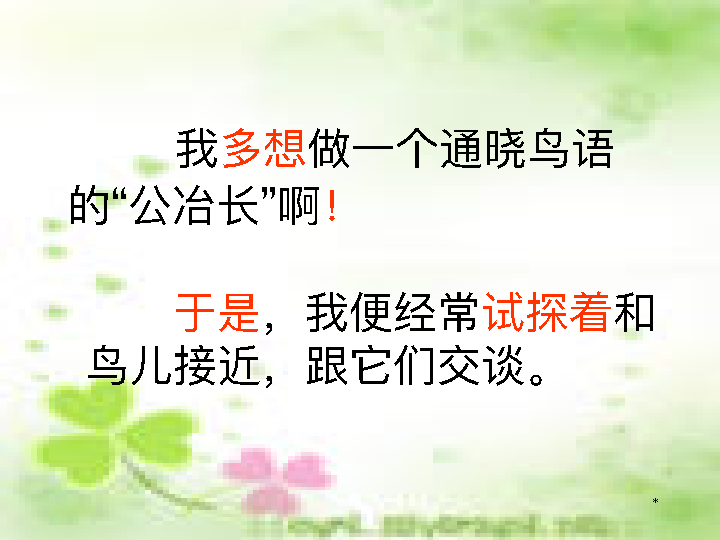 我多想做一个通晓鸟语
的“公冶长”啊！
于是，我便经常试探着和
鸟儿接近，跟它们交谈。
*